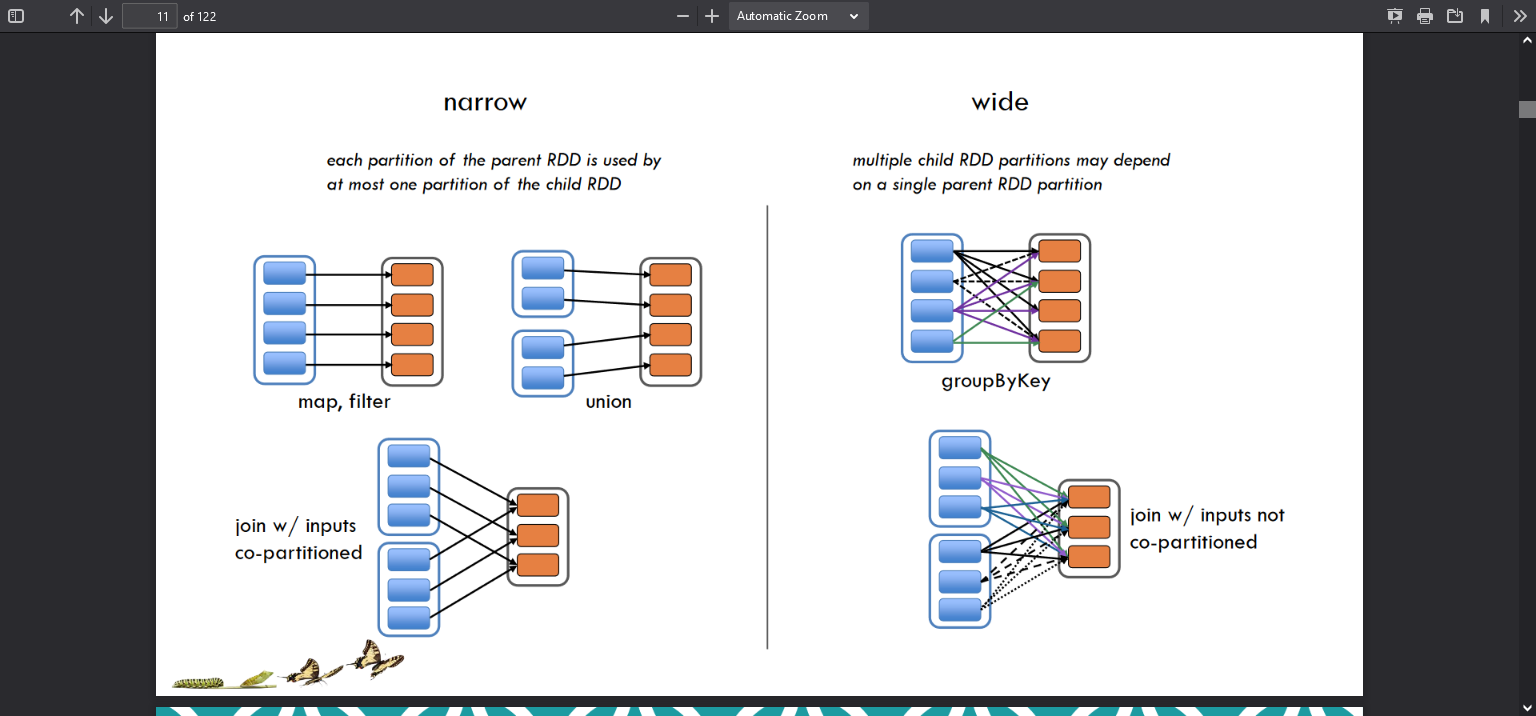 11 of 122
Automatic Zoom
narrow
each partition of the parent RDD is used by
at most one partition of the child RDD
map, filter
union
join w/ inputs
co-partitioned
wide
multiple child RDD partitions may depend
on a single parent RDD partition
groupByKey
join w/ inputs not
co-partitioned